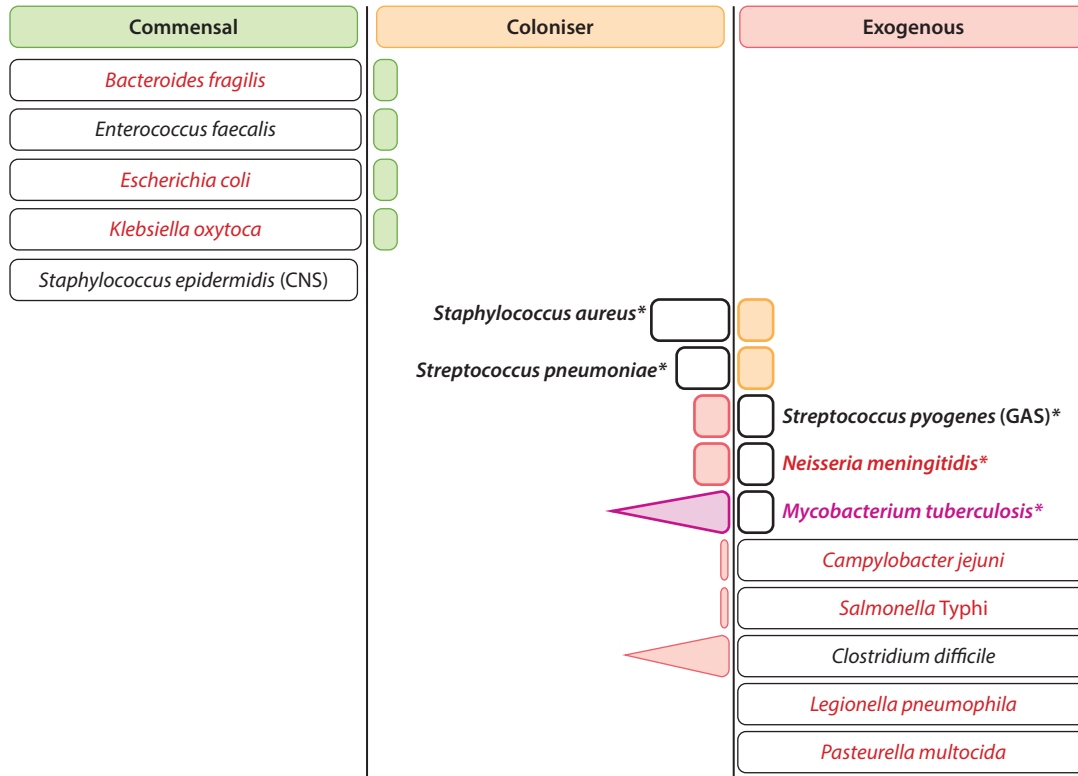 Commensal
Coloniser
Exogenous
Bacteroides fragilis
Enterococcus faecalis
Escherichia coli
Klebsiella oxytoca
Staphylococcus epidermidis (CNS)
Staphylococcus aureus*
Streptococcus pneumoniae*
Streptococcus pyogenes (GAS)*
Neisseria meningitidis*
Mycobacterium tuberculosis*
Campylobacter jejuni
Salmonella Typhi
Clostridium difficile
Legionella pneumophila
Pasteurella multocida